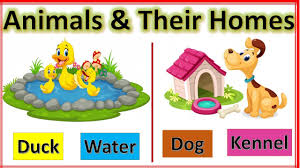 Animals & Their Homes
Duck
Water
Dog
Kennel